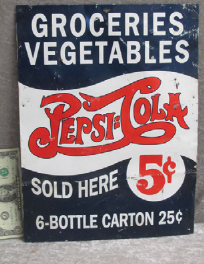 GROCERIES
VEGETABLES
PEPSI:COLA
SOLD HERE 5¢
6-BOTTLE CARTON 25¢